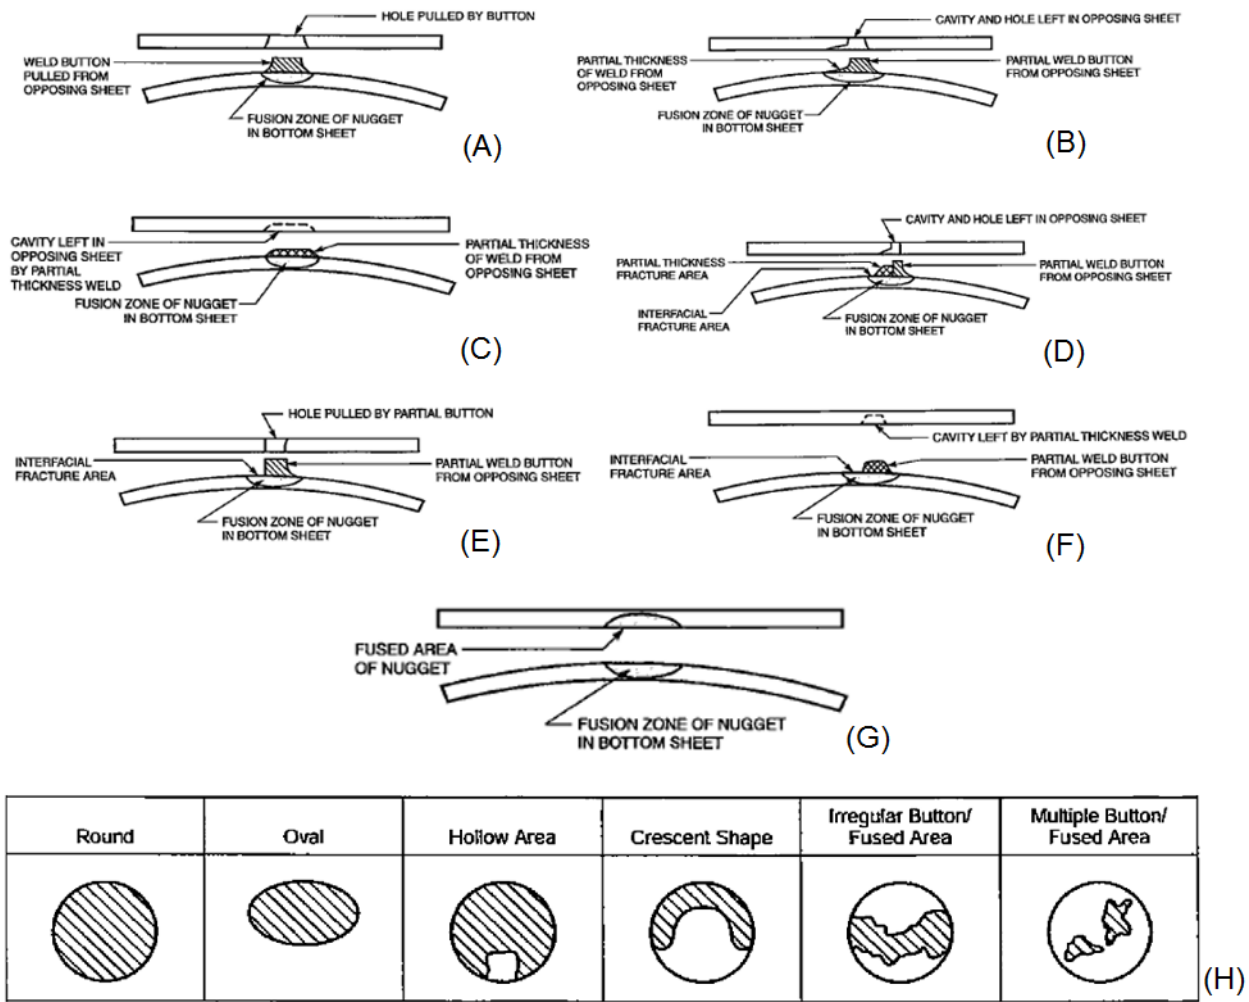 HOLE PULLED BY BUTTON
WELD BUTTON
PULLED FROM
OPPOSING SHEET
FUSION ZONE OF NUGGET
IN BOTTOM SHEET
(A)
CAVITY AND HOLE LEFT IN OPPOSING SHEET
PARTIAL THICKNESS
OF WELD FROM
OPPOSING SHEET
PARTIAL WELD BUTTON
FROM OPPOSING SHEET
FUSION ZONE OF NUGGET
IN BOTTOM SHEET
(B)
CAVITY LEFT IN
OPPOSING SHEET
BY PARTIAL
THICKNESS WELD
PARTIAL THICKNESS
OF WELD FROM
OPPOSING SHEET
FUSION ZONE OF NUGGET
IN BOTTOM SHEET
(C)
CAVITY AND HOLE LEFT IN OPPOSING SHEET
PARTIAL THICKNESS
FRACTURE AREA
PARTIAL WELD BUTTON
FROM OPPOSING SHEET
INTERFACIAL
FRACTURE AREA
FUSION ZONE OF NUGGET
IN BOTTOM SHEET
(D)
HOLE PULLED BY PARTIAL BUTTON
INTERFACIAL
FRACTURE AREA
PARTIAL WELD BUTTON
FROM OPPOSING SHEET
FUSION ZONE OF NUGGET
IN BOTTOM SHEET
(E)
CAVITY LEFT BY PARTIAL THICKNESS WELD
INTERFACIAL
FRACTURE AREA
PARTIAL WELD BUTTON
FROM OPPOSING SHEET
FUSION ZONE OF NUGGET
IN BOTTOM SHEET
(F)
FUSED AREA
OF NUGGET
FUSION ZONE OF NUGGET
IN BOTTOM SHEET
(G)
Round
Oval
Hollow Area
Crescent Shape
Irregular Button/
Fused Area
Multiple Button/
Fused Area
(H)